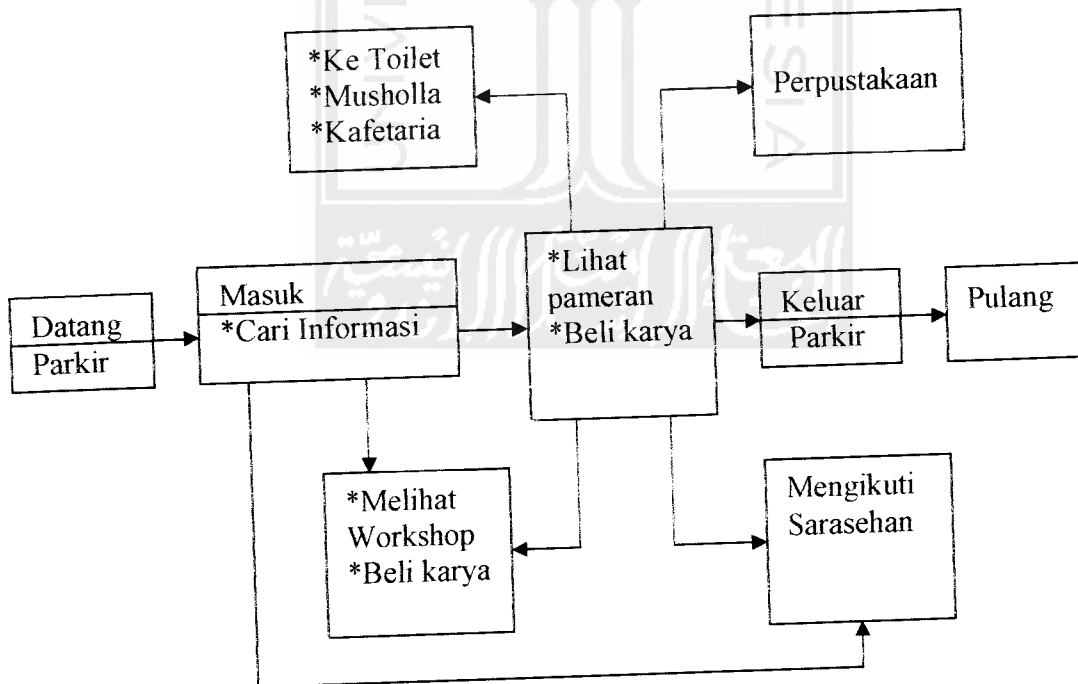 *Ke Toilet
*Musholla
*Kafetaria
Perpustakaan
*Lihat
pameran
*Beli karya
Masuk
*Cari Informasi
Datang
Parkir
Keluar
Parkir
Pulang
*Melihat
Workshop
*Beli karya
Mengikuti
Sarasehan
ESIA